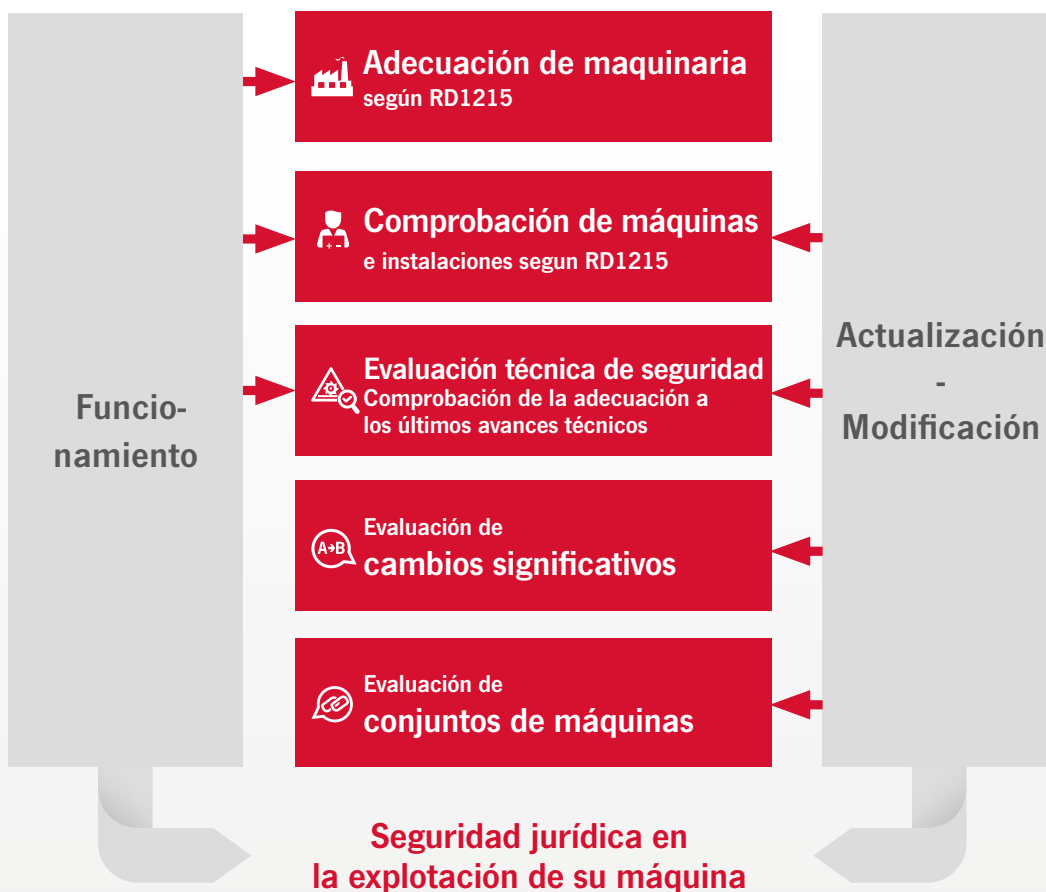 Funcio-
namiento
Adecuación de maquinaria
según RD1215
Comprobación de máquinas
e instalaciones segun RD1215
Evaluación técnica de seguridad
Comprobación de la adecuación a
los últimos avances técnicos
A→B
Evaluación de
cambios significativos
Evaluación de
conjuntos de máquinas
Actualización
-
Modificación
Seguridad jurídica en
la explotación de su máquina